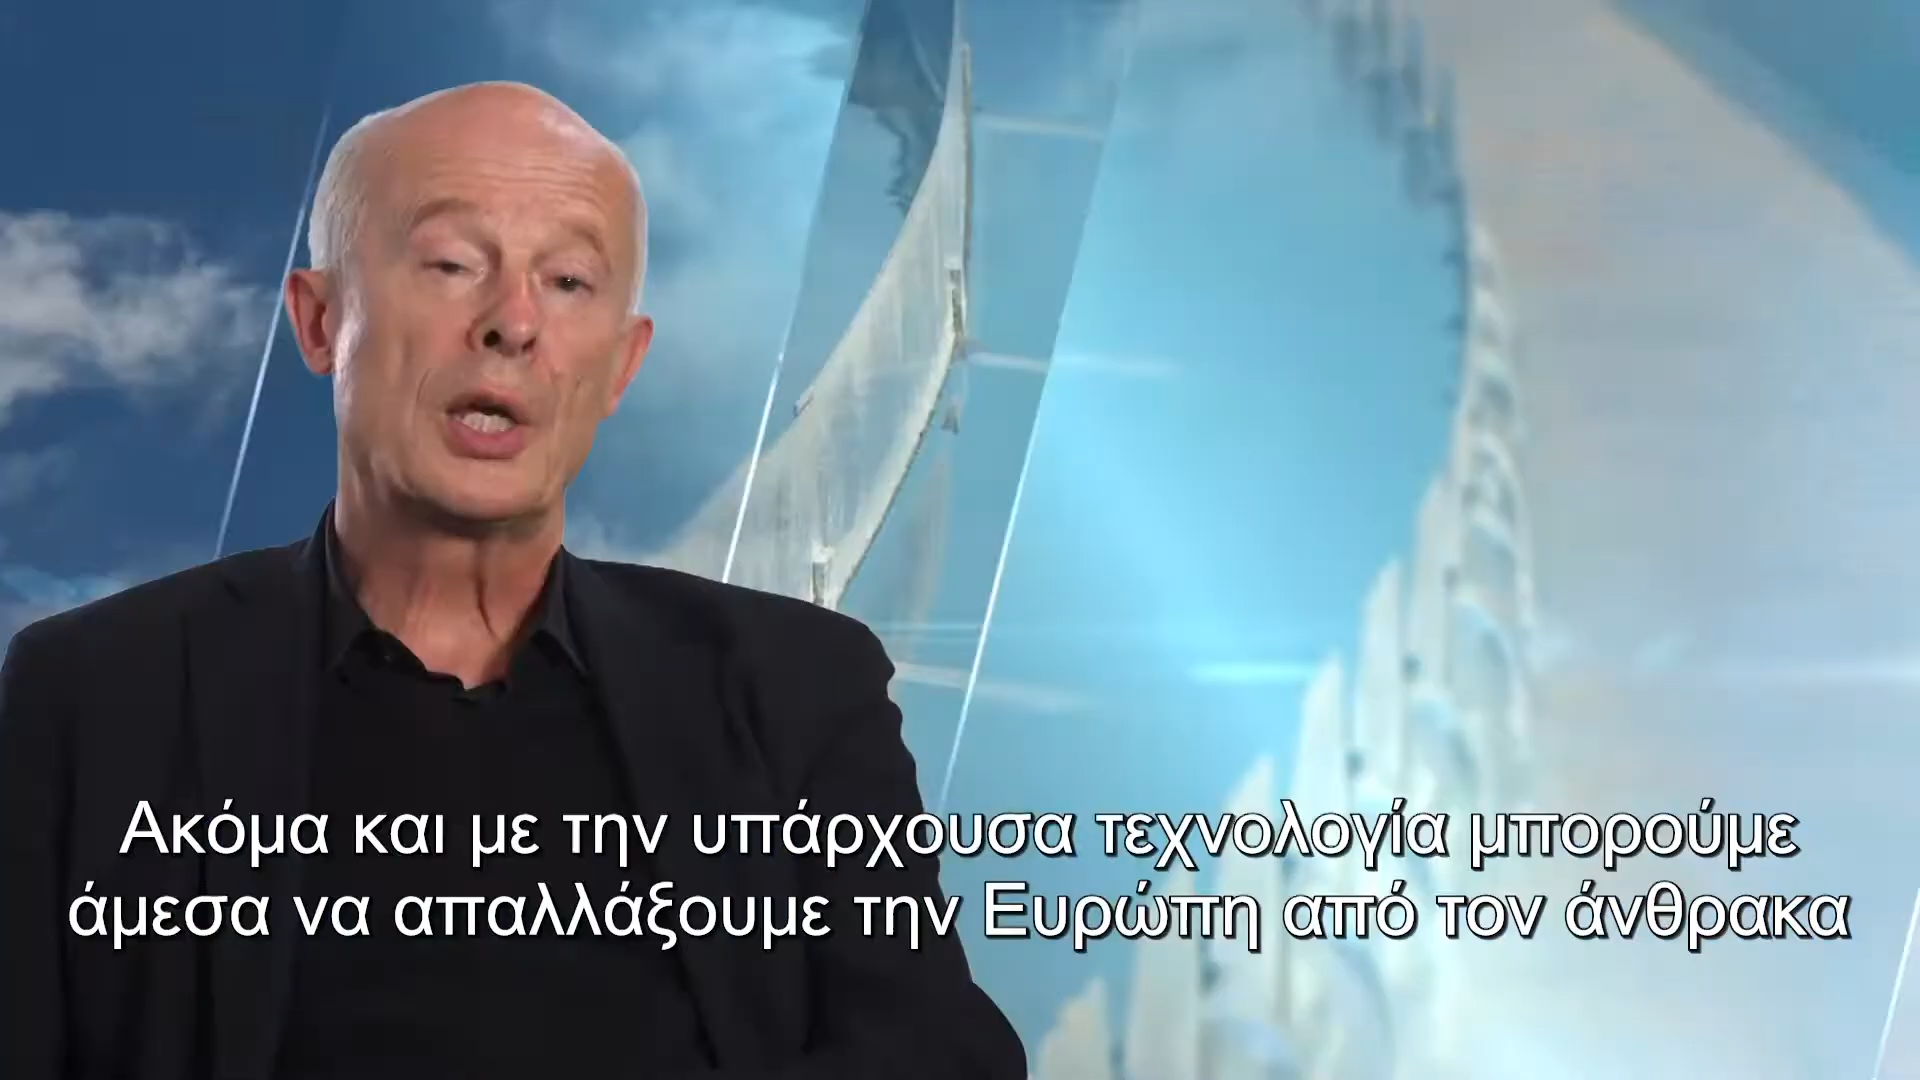 Ακόμα και με την υπάρχουσα τεχνολογία μπορούμε
άμεσα να απαλλάξουμε την Ευρώπη από τον άνθρακα